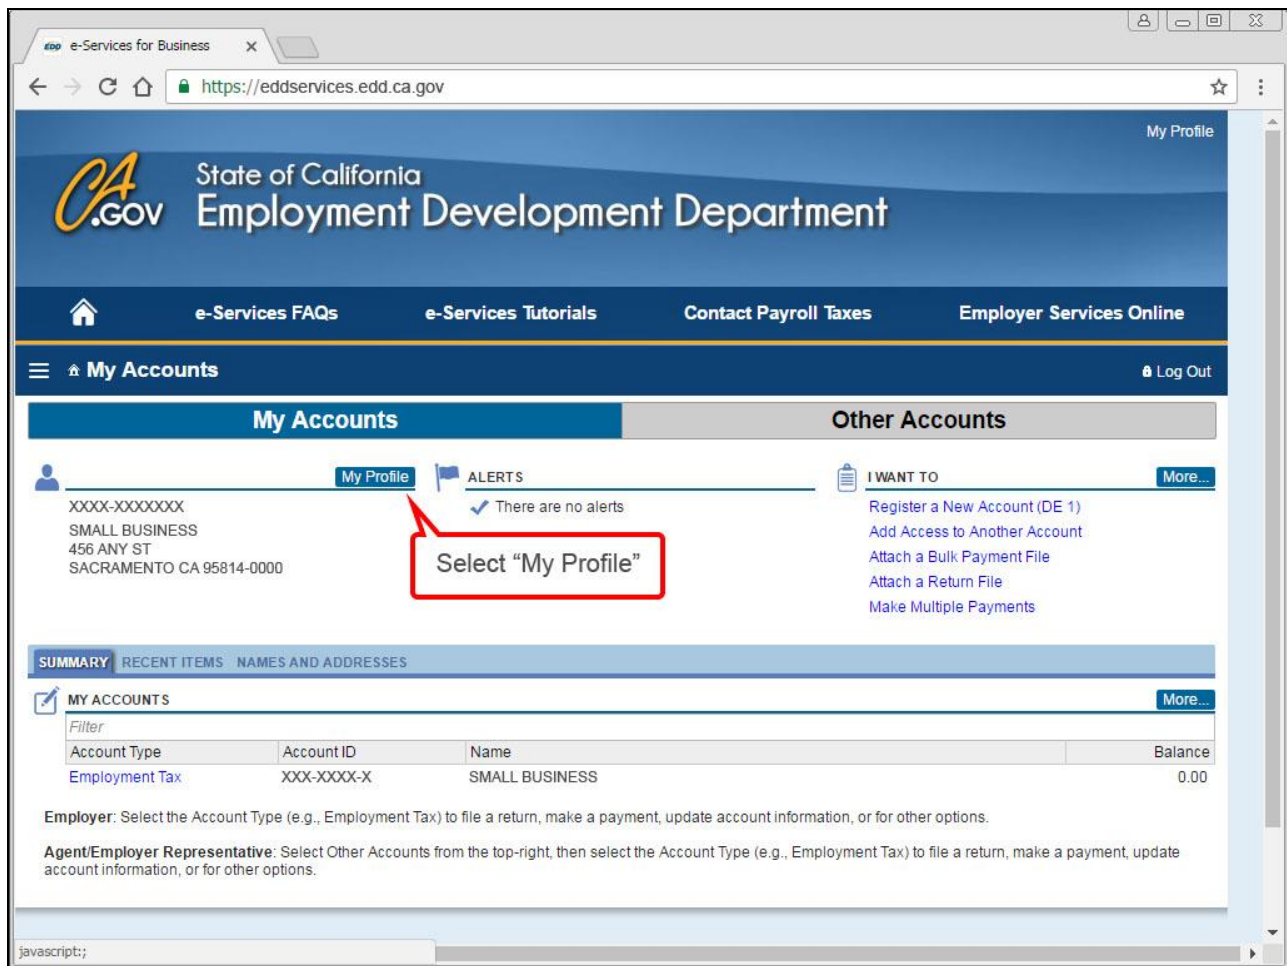 e-Services for Business
https://eddservices.edd.ca.gov
My Profile
CA.GOV
State of California
Employment Development Department
e-Services FAQs e-Services Tutorials Contact Payroll Taxes Employer Services Online
My Accounts Log Out
My Accounts Other Accounts
My Profile ALERTS I WANT TO More...
XXXX-XXXXXXX
SMALL BUSINESS
456 ANY ST
SACRAMENTO CA 95814-0000
There are no alerts
Select “My Profile”
Register a New Account (DE 1)
Add Access to Another Account
Attach a Bulk Payment File
Attach a Return File
Make Multiple Payments
SUMMARY RECENT ITEMS NAMES AND ADDRESSES
MY ACCOUNTS More...
Filter
Account Type Account ID Name Balance
Employment Tax XXX-XXXX-X SMALL BUSINESS 0.00
Employer: Select the Account Type (e.g., Employment Tax) to file a return, make a payment, update account information, or for other options.
Agent/Employer Representative: Select Other Accounts from the top-right, then select the Account Type (e.g., Employment Tax) to file a return, make a payment, update
account information, or for other options.
javascript:;